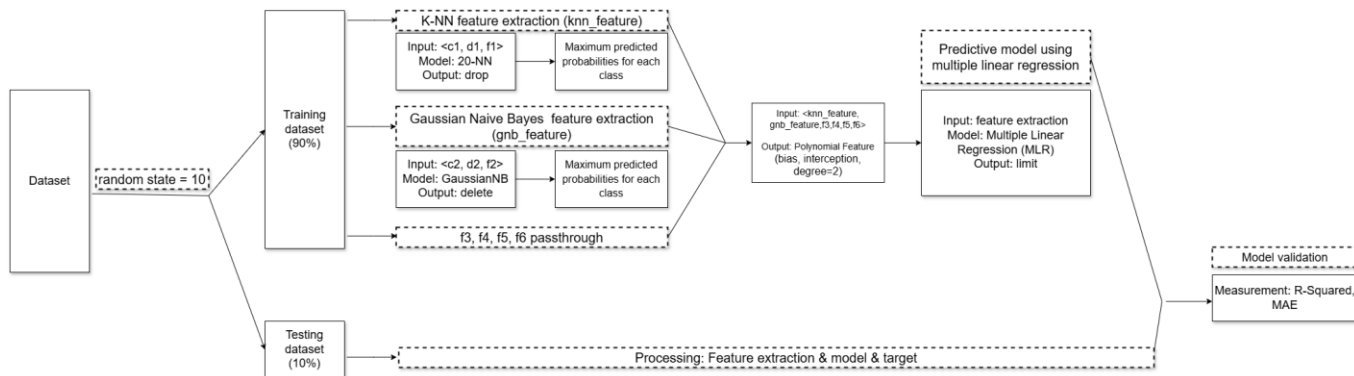 Dataset
random state = 10
Training
dataset
(90%)
K-NN feature extraction (knn_feature)
Input: <c1, d1, f1>
Model: 20-NN
Output: drop
Maximum predicted
probabilities for each
class
Gaussian Naive Bayes feature extraction
(gnb_feature)
Input: <c2, d2, f2>
Model: GaussianNB
Output: delete
Maximum predicted
probabilities for each
class
f3, f4, f5, f6 passthrough
Input: <knn_feature,
gnb_feature,f3,f4,f5,f6>
Output: Polynomial Feature
(bias, interception,
degree=2)
Predictive model using
multiple linear regression
Input: feature extraction
Model: Multiple Linear
Regression (MLR)
Output: limit
Testing
dataset
(10%)
Processing: Feature extraction & model & target
Model validation
Measurement: R-Squared,
MAE